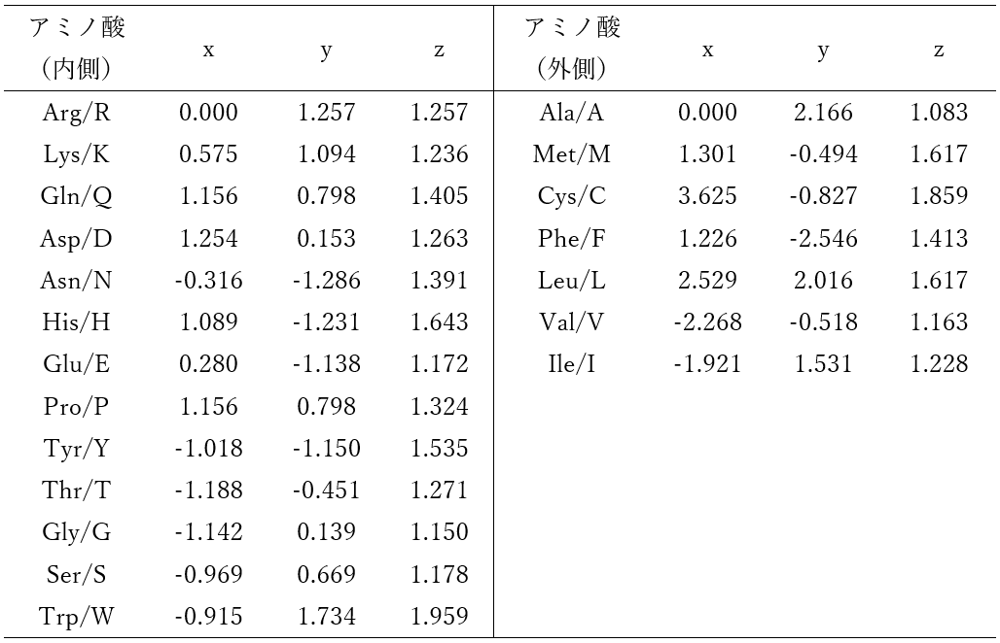 アミノ酸 (内側) x y z アミノ酸 (外側) x y z
Arg/R 0.000 1.257 1.257 Ala/A 0.000 2.166 1.083
Lys/K 0.575 1.094 1.236 Met/M 1.301 -0.494 1.617
Gln/Q 1.156 0.798 1.405 Cys/C 3.625 -0.827 1.859
Asp/D 1.254 0.153 1.263 Phe/F 1.226 -2.546 1.413
Asn/N -0.316 -1.286 1.391 Leu/L 2.529 2.016 1.617
His/H 1.089 -1.231 1.643 Val/V -2.268 -0.518 1.163
Glu/E 0.280 -1.138 1.172 Ile/I -1.921 1.531 1.228
Pro/P 1.156 0.798 1.324
Tyr/Y -1.018 -1.150 1.535
Thr/T -1.188 -0.451 1.271
Gly/G -1.142 0.139 1.150
Ser/S -0.969 0.669 1.178
Trp/W -0.915 1.734 1.959